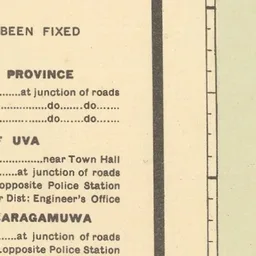 BEEN FIXED
PROVINCE
......at junction of roads
..............do.......do......
..............do.......do......
UVA
.............,near Town Hall
......at junction of roads
opposite Police Station
Dist: Engineer's Office
ARAGAMUWA
.....at junction of roads
.opposite Police Station